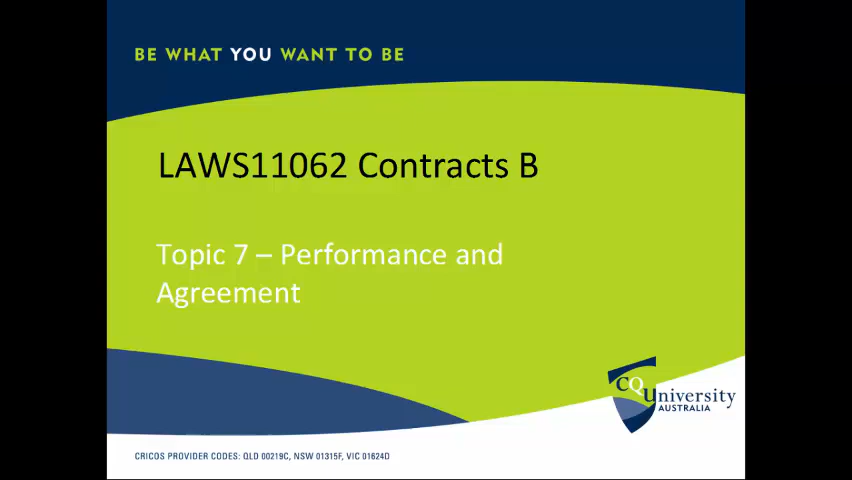 BE WHAT YOU WANT TO BE
LAWS11062 Contracts B
Topic 7 – Performance and
Agreement
CQUniversity
AUSTRALIA
CRICOS PROVIDER CODES: QLD 00219C, NSW 01315F, VIC 01624D